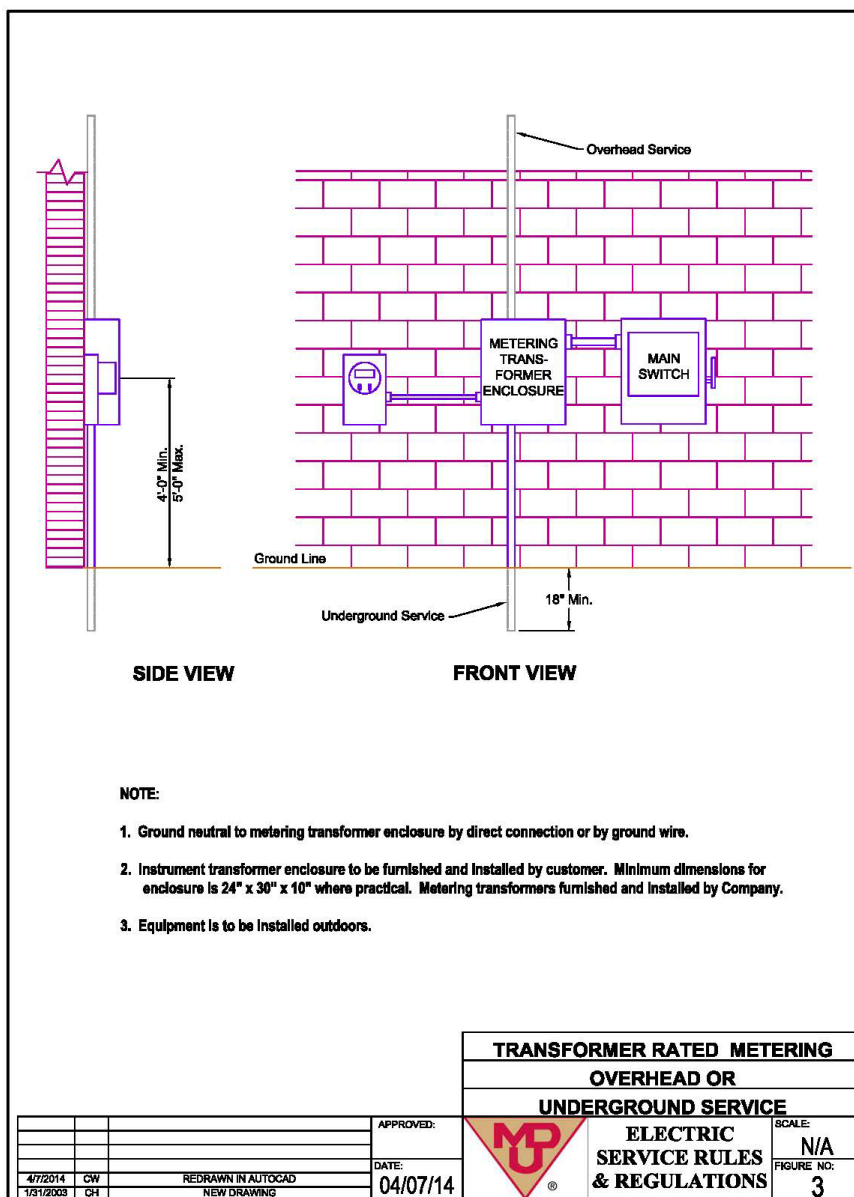 Overhead Service
METERING
TRANS-
FORMER
ENCLOSURE
MAIN
SWITCH
4'-0" Min.
5'-0" Max.
Ground Line
18" Min.
Underground Service
SIDE VIEW
FRONT VIEW
NOTE:
1. Ground neutral to metering transformer enclosure by direct connection or by ground wire.
2. Instrument transformer enclosure to be furnished and installed by customer. Minimum dimensions for
enclosure is 24" x 30" x 10" where practical. Metering transformers furnished and installed by Company.
3. Equipment is to be installed outdoors.
TRANSFORMER RATED METERING
OVERHEAD OR
UNDERGROUND SERVICE
APPROVED:
DATE:
04/07/14
4/7/2014 CW REDRAWN IN AUTOCAD
1/31/2003 CH NEW DRAWING
MDU
®
ELECTRIC
SERVICE RULES
& REGULATIONS
SCALE:
N/A
FIGURE NO:
3